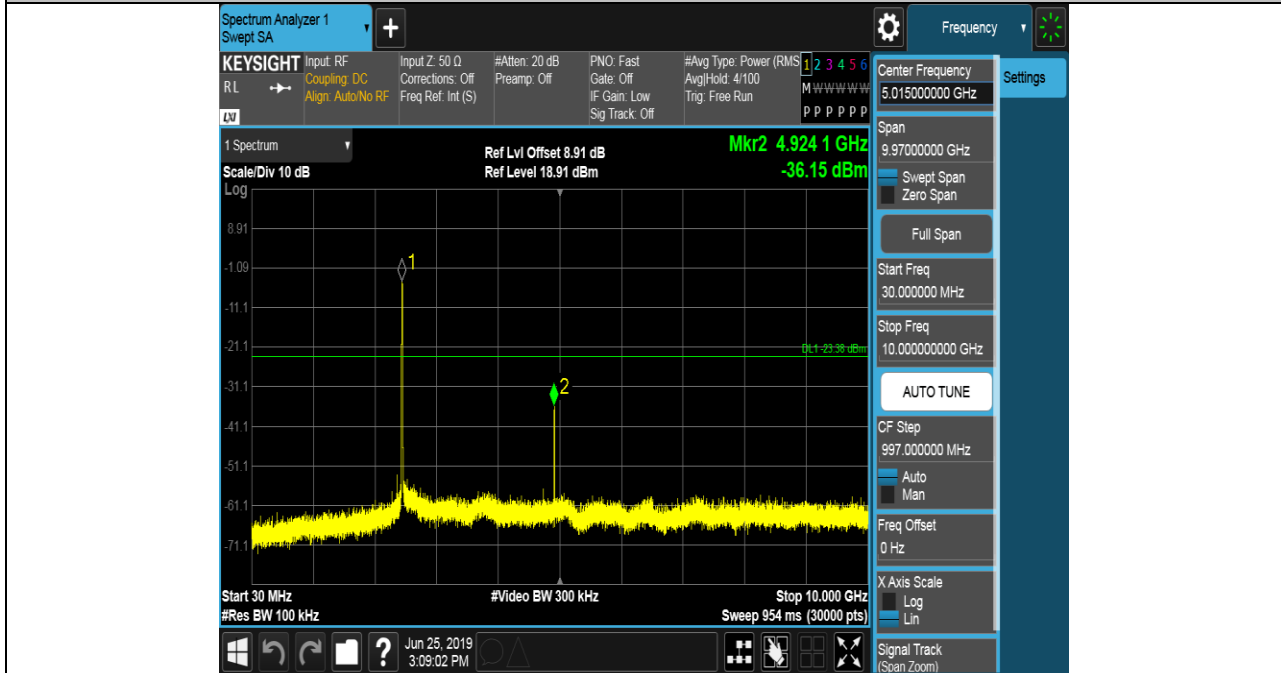 Spectrum Analyzer 1
Swept SA
+
Frequency
KEYSIGHT
RL
LXI
Input: RF
Coupling: DC
Align: Auto/No RF
Input Z: 50 Ω
Corrections: Off
Freq Ref: Int (S)
#Atten: 20 dB
Preamp: Off
PNO: Fast
Gate: Off
IF Gain: Low
Sig Track: Off
#Avg Type: Power (RMS
Avg|Hold: 4/100
Trig: Free Run
1 2 3 4 5 6
M W W W W W
P P P P P P
Center Frequency
5.015000000 GHz
Settings
1 Spectrum
Ref Lvl Offset 8.91 dB
Mkr2 4.924 1 GHz
Scale/Div 10 dB
Ref Level 18.91 dBm
-36.15 dBm
Log
8.91
-1.09
-11.1
-21.1
-31.1
-41.1
-51.1
-61.1
-71.1
1
2
DL1 -23.38 dBm
Start 30 MHz
#Video BW 300 kHz
Stop 10.000 GHz
#Res BW 100 kHz
Sweep 954 ms (30000 pts)
Span
9.97000000 GHz
Swept Span
Zero Span
Full Span
Start Freq
30.000000 MHz
Stop Freq
10.000000000 GHz
AUTO TUNE
CF Step
997.000000 MHz
Auto
Man
Freq Offset
0 Hz
X Axis Scale
Log
Lin
Signal Track
(Span Zoom)
?
Jun 25, 2019
3:09:02 PM